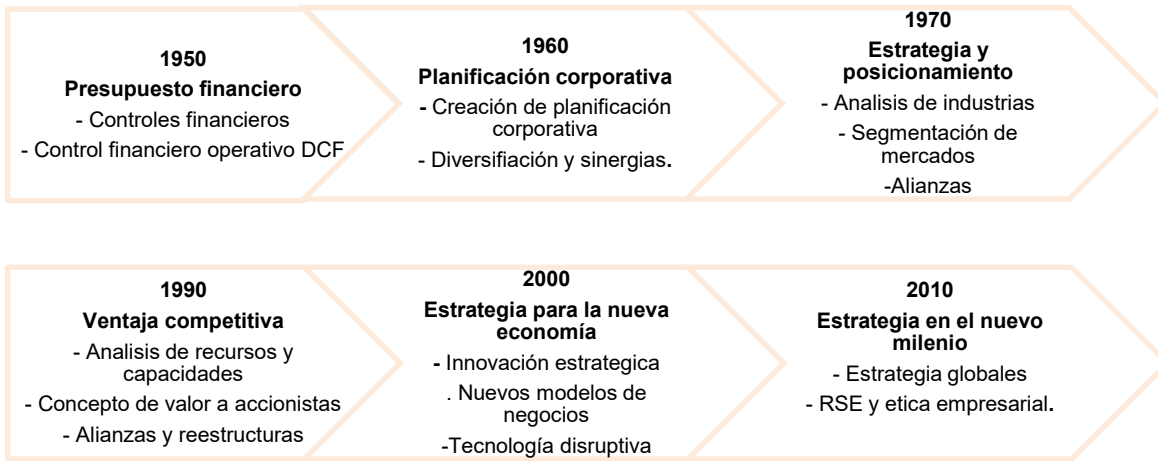 1950
Presupuesto financiero
- Controles financieros
- Control financiero operativo DCF
1960
Planificación corporativa
- Creación de planificación
corporativa
- Diversifiación y sinergias.
1970
Estrategia y
posicionamiento
- Analisis de industrias
- Segmentación de
mercados
-Alianzas
1990
Ventaja competitiva
- Analisis de recursos y
capacidades
- Concepto de valor a accionistas
- Alianzas y reestructuras
2000
Estrategia para la nueva
economía
- Innovación estrategica
. Nuevos modelos de
negocios
-Tecnología disruptiva
2010
Estrategia en el nuevo
milenio
- Estrategia globales
- RSE y etica empresarial.